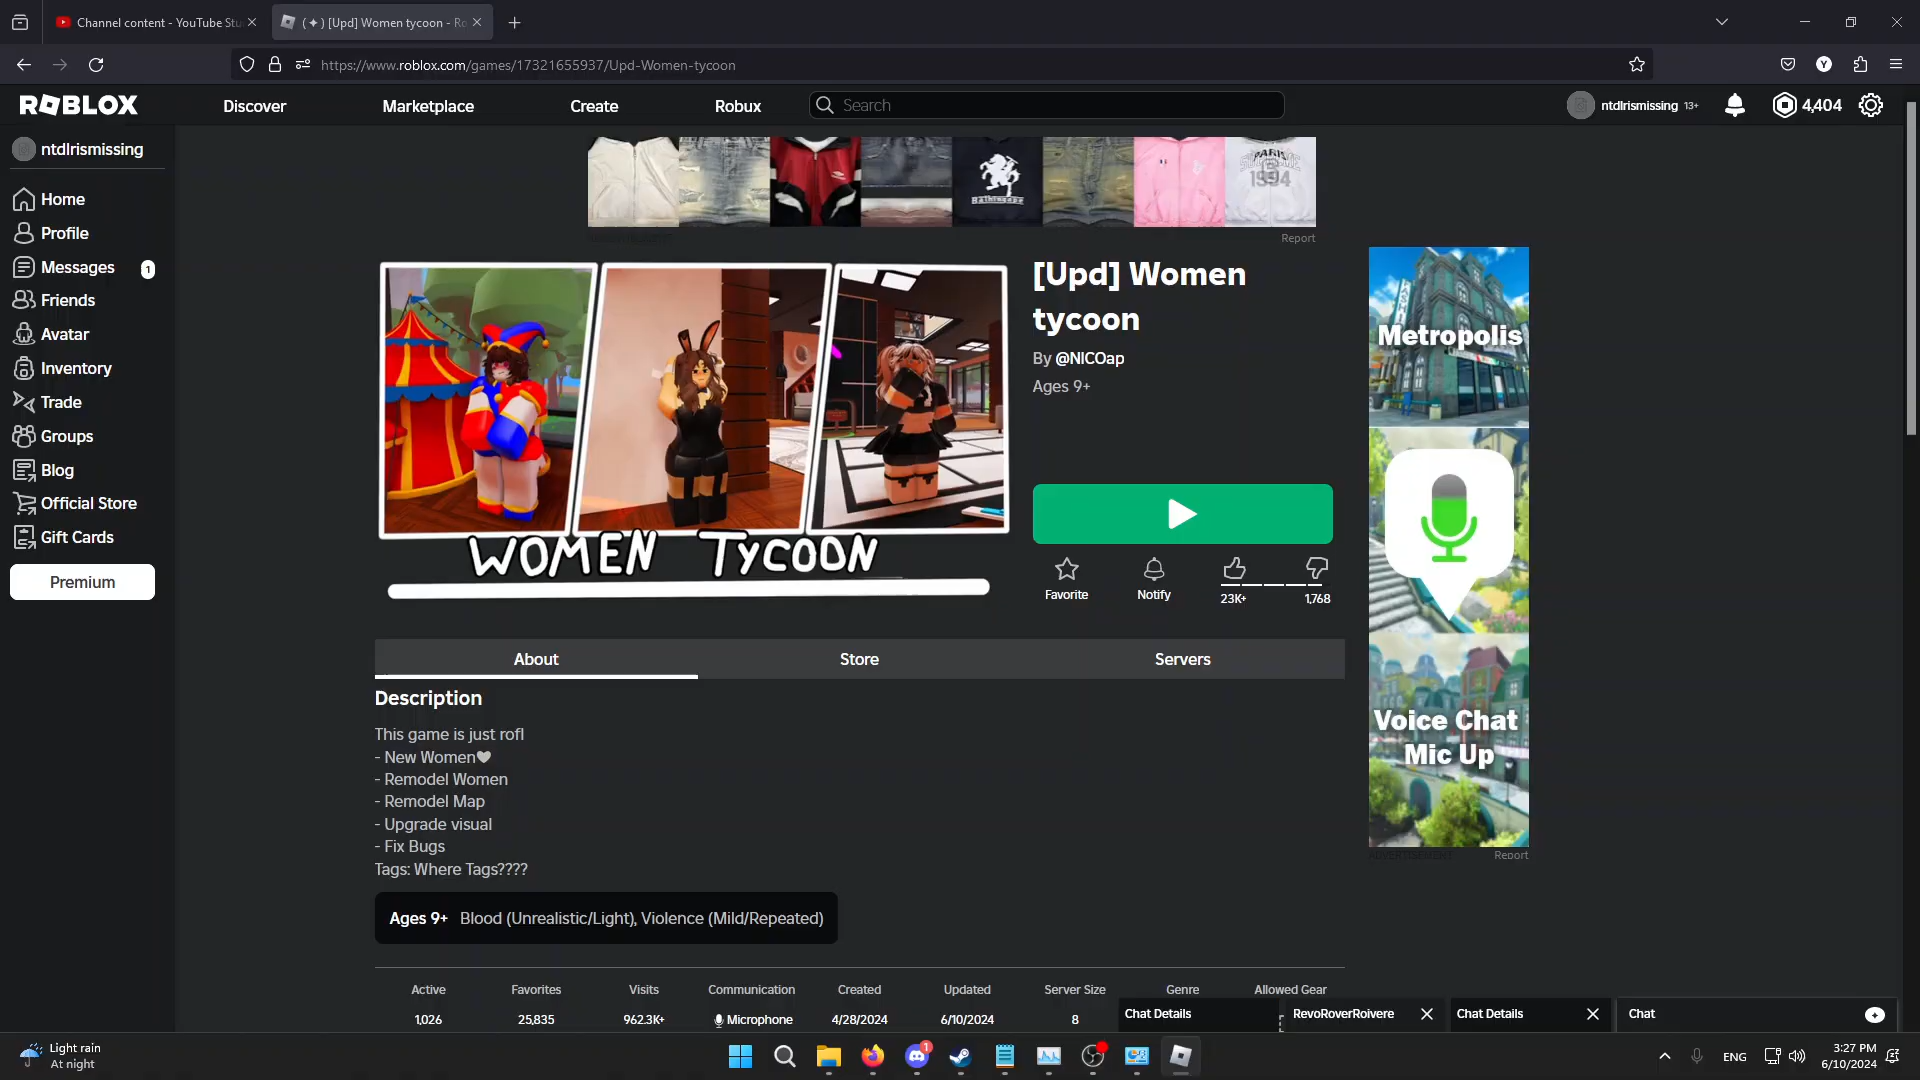 Channel content - YouTube Stu
( ✦ ) [Upd] Women tycoon - Ro
https://www.roblox.com/games/17321655937/Upd-Women-tycoon
ROBLOX
Discover
Marketplace
Create
Robux
Search
ntdlrismissing 13+
4,404
ntdlrismissing
Home
Profile
Messages 1
Friends
Avatar
Inventory
Trade
Groups
Blog
Official Store
Gift Cards
Premium
PARIS
1994
Report
WOMEN TYCOON
[Upd] Women
tycoon
By @NICOap
Ages 9+
Favorite
Notify
23K+
1,768
Metropolis
Voice Chat
Mic Up
ADVERTISEMENT
Report
About
Store
Servers
Description
This game is just rofl
- New Women🖤
- Remodel Women
- Remodel Map
- Upgrade visual
- Fix Bugs
Tags: Where Tags????
Ages 9+ Blood (Unrealistic/Light), Violence (Mild/Repeated)
Active
Favorites
Visits
Communication
Created
Updated
Server Size
Genre
Allowed Gear
1,026
25,835
962.3K+
Microphone
4/28/2024
6/10/2024
8
Chat Details
RevoRoverRoivere
Chat Details
Chat
Light rain
At night
1
ENG
3:27 PM
6/10/2024